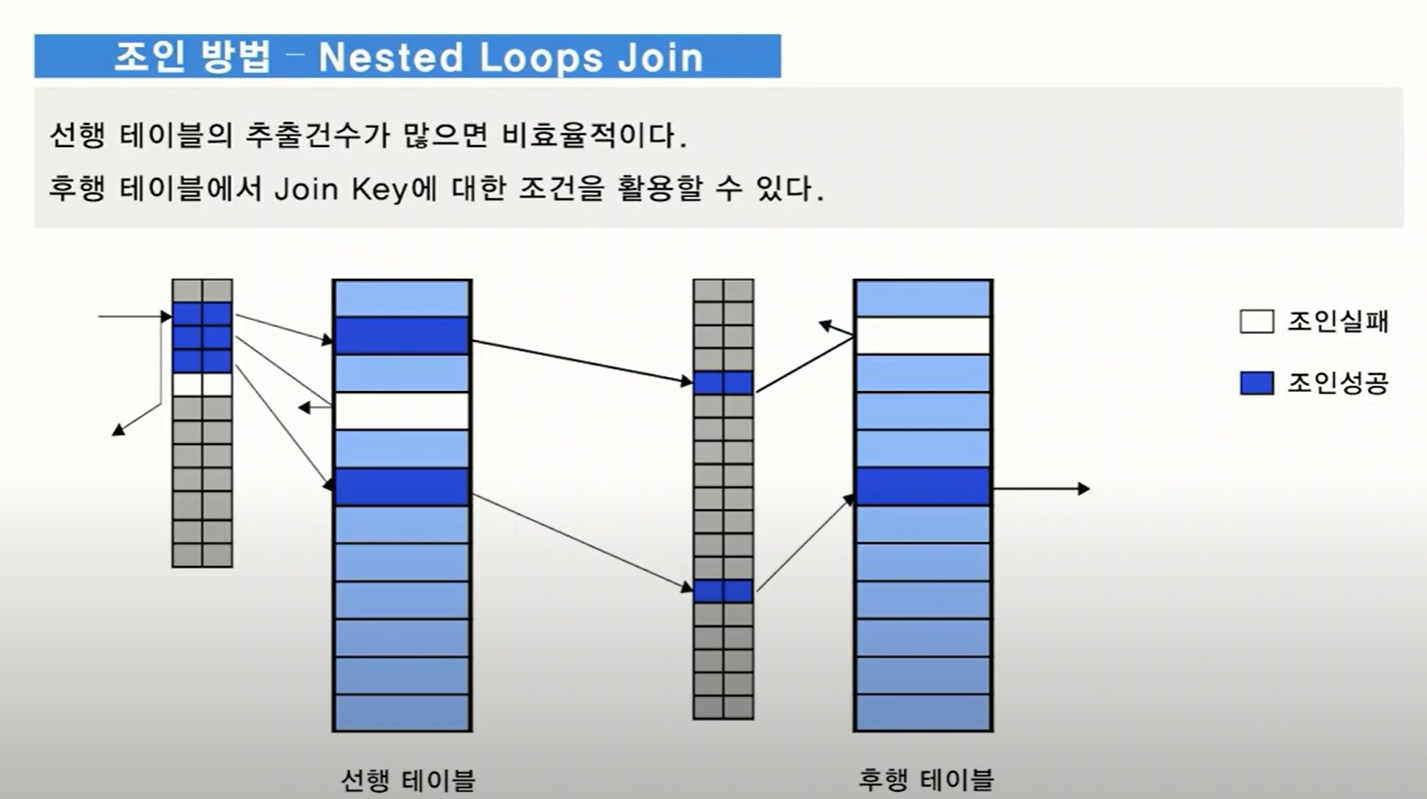 조인 방법 – Nested Loops Join
선행 테이블의 추출건수가 많으면 비효율적이다.
후행 테이블에서 Join Key에 대한 조건을 활용할 수 있다.
조인실패
조인성공
선행 테이블
후행 테이블